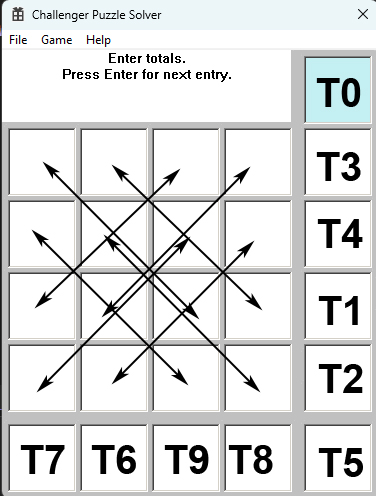 Challenger Puzzle Solver
File Game Help
Enter totals.
Press Enter for next entry.
T0
T3
T4
T1
T2
T7 T6 T9 T8 T5